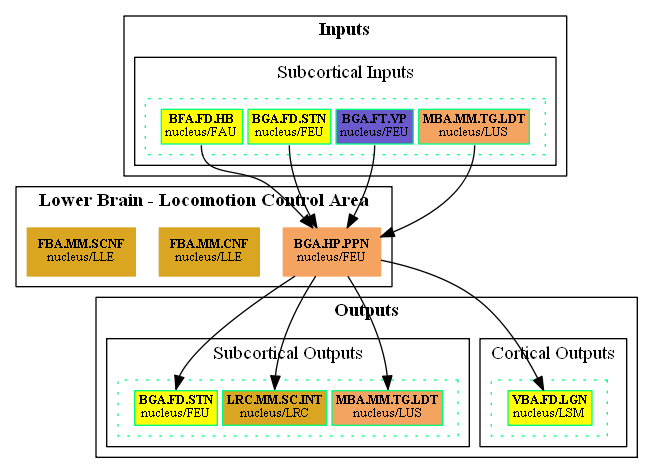 Inputs
Subcortical Inputs
BFA.FD.HB
nucleus/FAU
BGA.FD.STN
nucleus/FEU
BGA.FT.VP
nucleus/FEU
MBA.MM.TG.LDT
nucleus/LUS
Lower Brain - Locomotion Control Area
FBA.MM.SCNF
nucleus/LLE
FBA.MM.CNF
nucleus/LLE
BGA.HP.PPN
nucleus/FEU
Outputs
Subcortical Outputs
BGA.FD.STN
nucleus/FEU
LRC.MM.SC.INT
nucleus/LRC
MBA.MM.TG.LDT
nucleus/LUS
Cortical Outputs
VBA.FD.LGN
nucleus/LSM